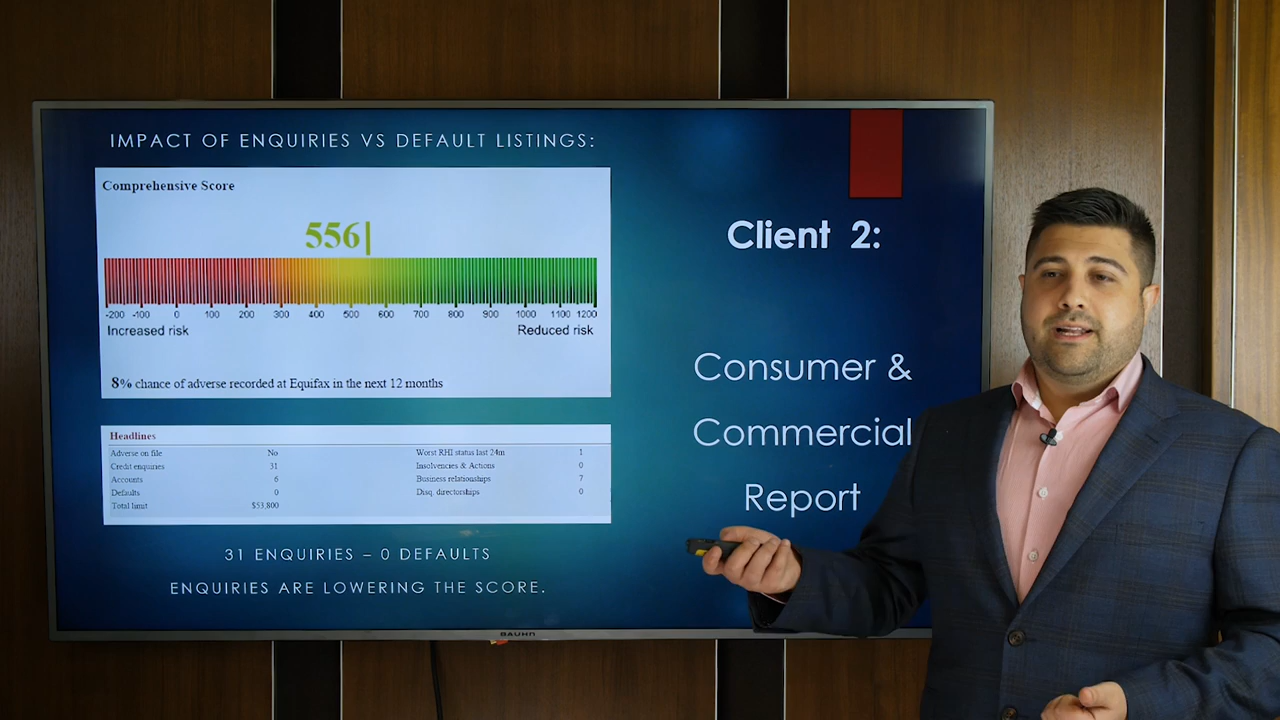 IMPACT OF ENQUIRIES VS DEFAULT LISTINGS:
Comprehensive Score
556
-200 -100 0 100 200 300 400 500 600 700 800 900 1000 1100 1200
Increased risk Reduced risk
8% chance of adverse recorded at Equifax in the next 12 months
Headlines
Adverse on file No Worst RHI status last 24m 1
Credit enquiries 31 Insolvencies & Actions 0
Accounts 6 Business relationships 7
Defaults 0 Disq. directorships 0
Total limit $53,800
31 ENQUIRIES – 0 DEFAULTS
ENQUIRIES ARE LOWERING THE SCORE.
Client 2:
Consumer &
Commercial
Report
BAUHN